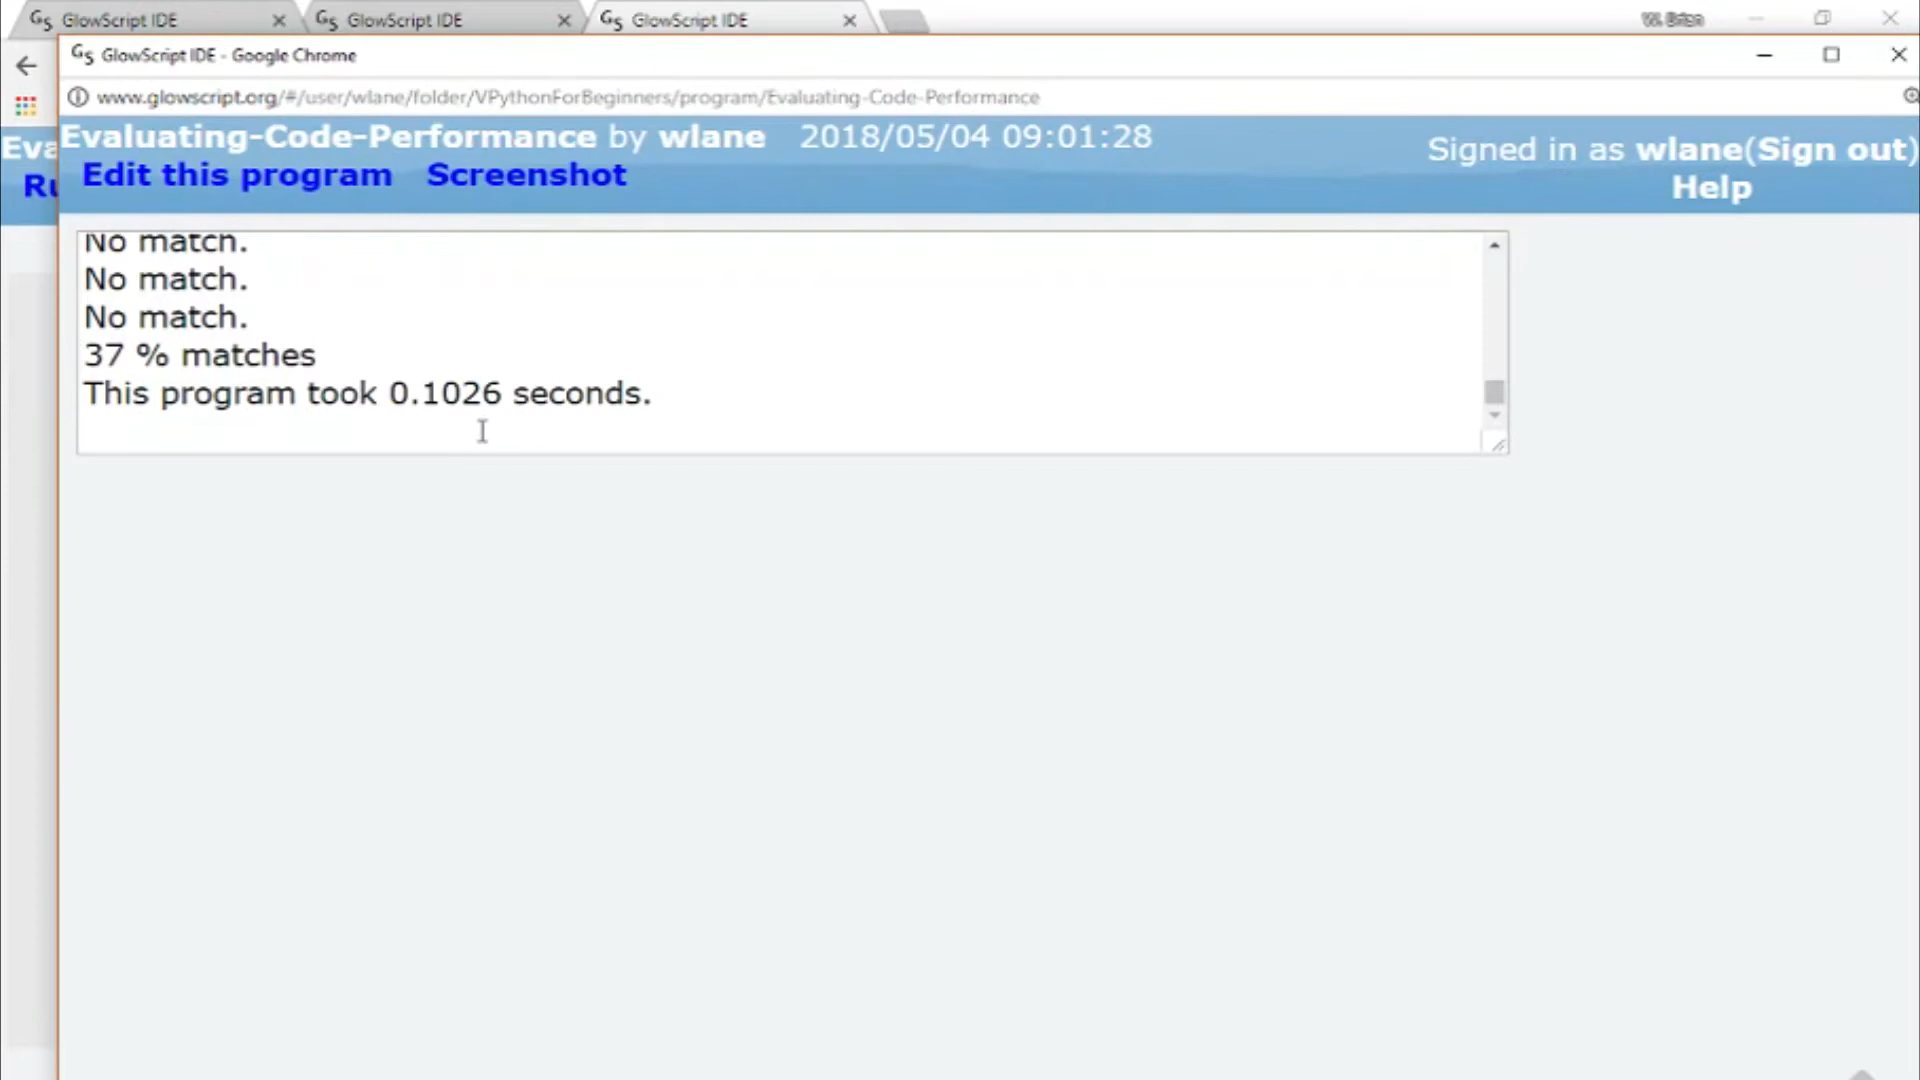 GlowScript IDE
GlowScript IDE
GlowScript IDE
GlowScript IDE - Google Chrome
www.glowscript.org/#/user/wlane/folder/VPythonForBeginners/program/Evaluating-Code-Performance
Eva
Ru
Evaluating-Code-Performance by wlane 2018/05/04 09:01:28
Signed in as wlane(Sign out)
Edit this program Screenshot
Help
No match.
No match.
No match.
37 % matches
This program took 0.1026 seconds.